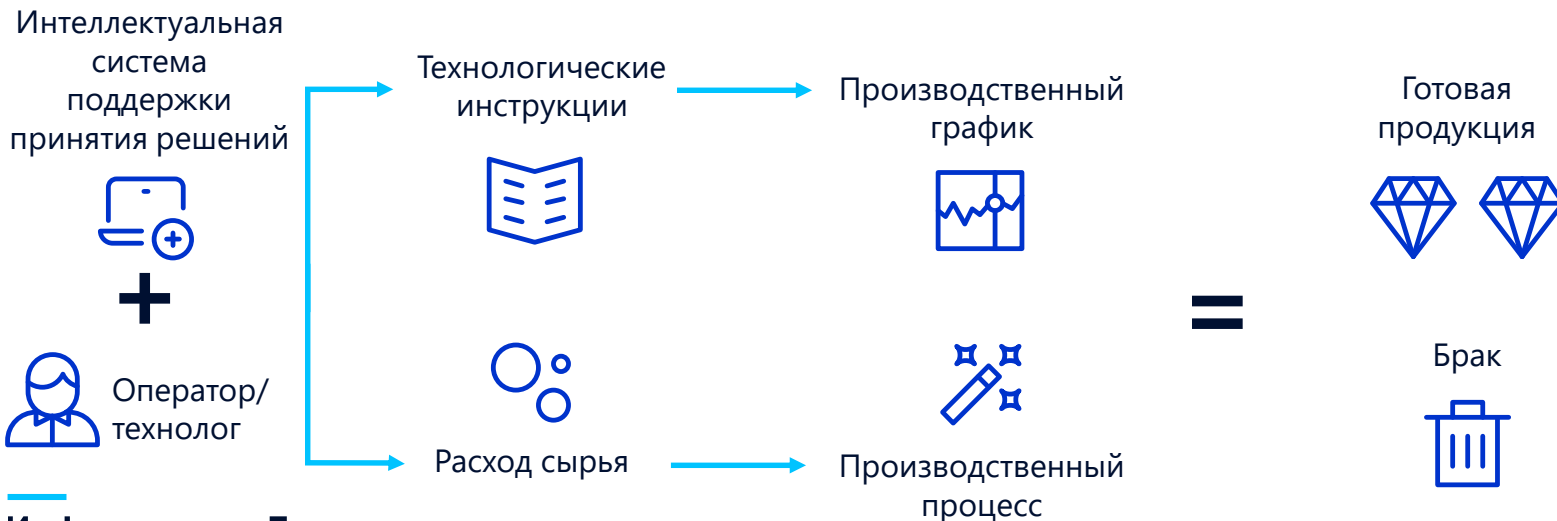 Интеллектуальная
система
поддержки
принятия решений
+
Оператор/
технолог
Технологические
инструкции
Расход сырья
Производственный
график
Производственный
процесс
=
Готовая
продукция
Брак